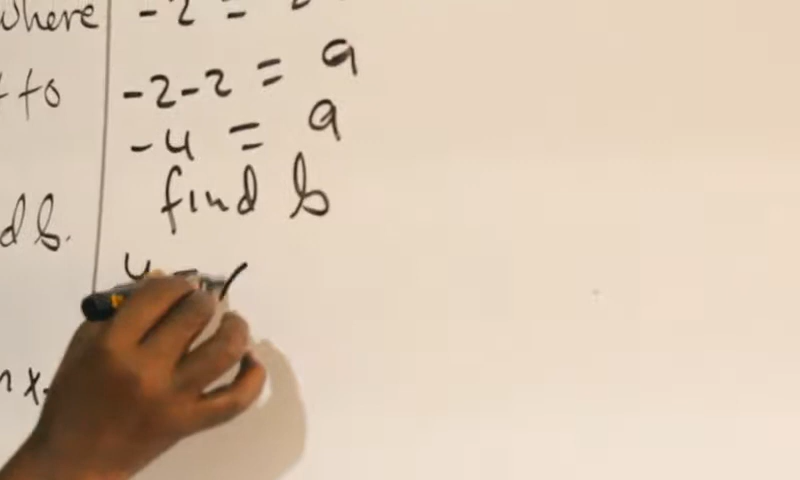 where
-2 =
to
-2-2 = a
-4 = a
find b
d b.
y =
x.